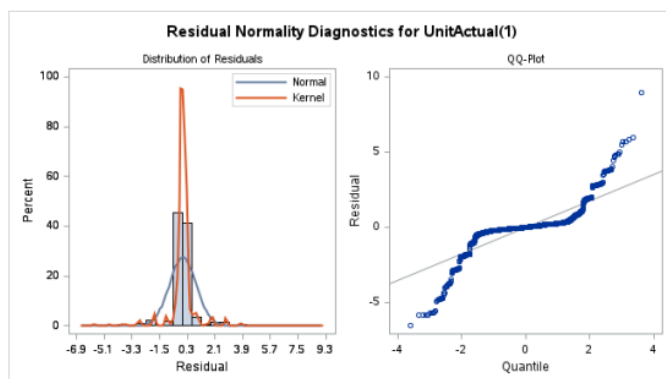 Residual Normality Diagnostics for UnitActual(1)
Distribution of Residuals
100
80
60
40
20
0
Percent
Normal
Kernel
-6.9 -5.1 -3.3 -1.5 0.3 2.1 3.9 5.7 7.5 9.3
Residual
QQ-Plot
10
5
0
-5
Residual
-4 -2 0 2 4
Quantile